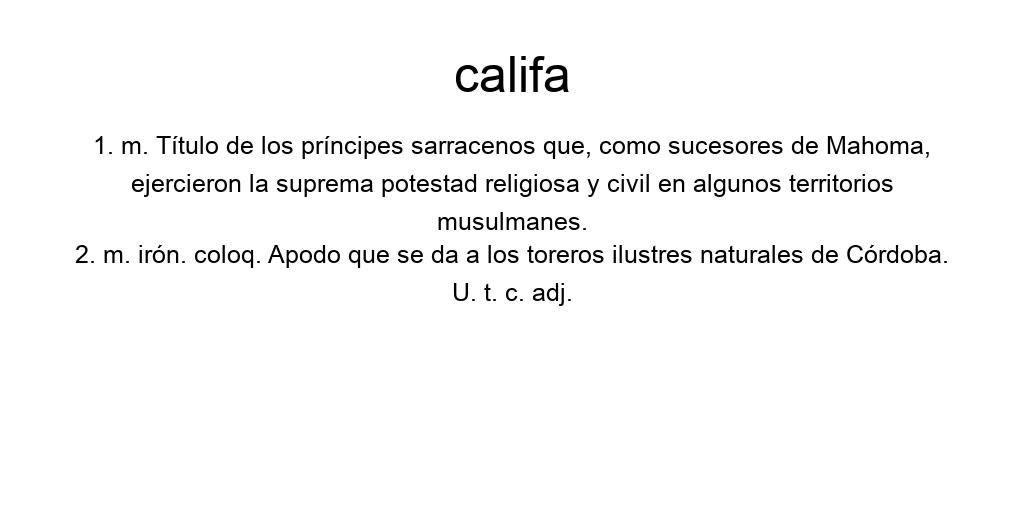 califa
1. m. Título de los príncipes sarracenos que, como sucesores de Mahoma,
ejercieron la suprema potestad religiosa y civil en algunos territorios
musulmanes.
2. m. irón. coloq. Apodo que se da a los toreros ilustres naturales de Córdoba.
U. t. c. adj.